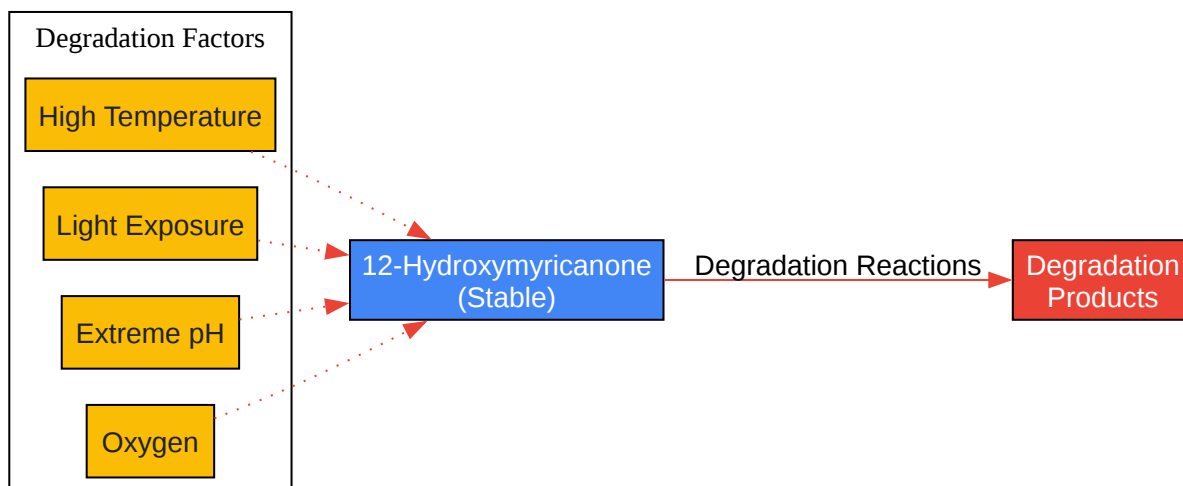 Degradation Factors
High Temperature
Light Exposure
Extreme pH
Oxygen
12-Hydroxymyricanone
(Stable)
Degradation Reactions
Degradation
Products